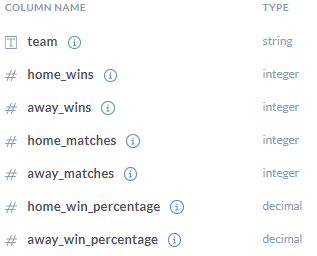 COLUMN NAME TYPE
T team i string
# home_wins i integer
# away_wins i integer
# home_matches i integer
# away_matches i integer
# home_win_percentage i decimal
# away_win_percentage i decimal